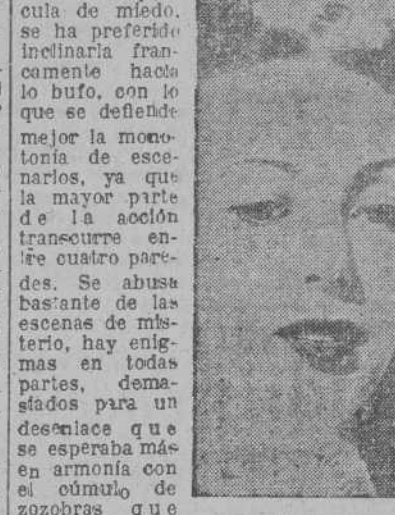 cula de miedo,
se ha preferido
inclinarla fran-
camente hacia
lo bufo, con lo
que se defiende
mejor la mono-
tonía de esce-
narios, ya que
la mayor parte
de la acción
transcurre en-
tre cuatro pare-
des. Se abusa
bastante de las
escenas de mis-
terio, hay enig-
mas en todas
partes, dema-
siados para un
desenlace que
se esperaba más
en armonía con
el cúmulo de
zozobras que